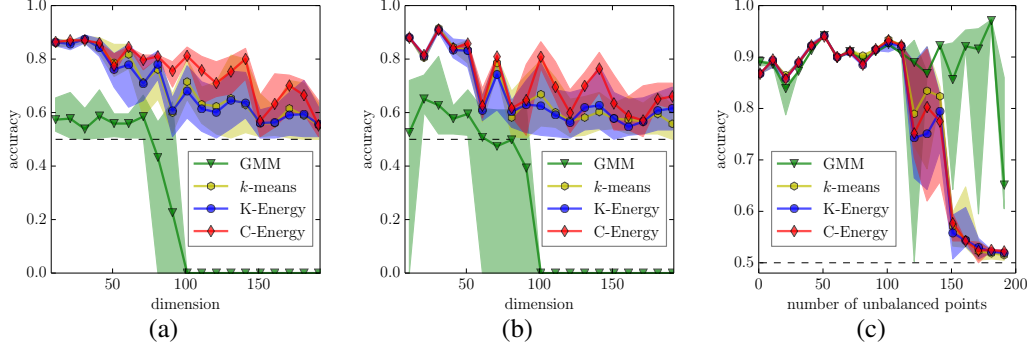 1.0
0.8
0.6
0.4
0.2
0.0
accuracy
50
100
150
dimension
GMM
k-means
K-Energy
C-Energy
(a)
1.0
0.8
0.6
0.4
0.2
0.0
accuracy
50
100
150
dimension
GMM
k-means
K-Energy
C-Energy
(b)
1.0
0.9
0.8
0.7
0.6
0.5
accuracy
0
50
100
150
200
number of unbalanced points
GMM
k-means
K-Energy
C-Energy
(c)